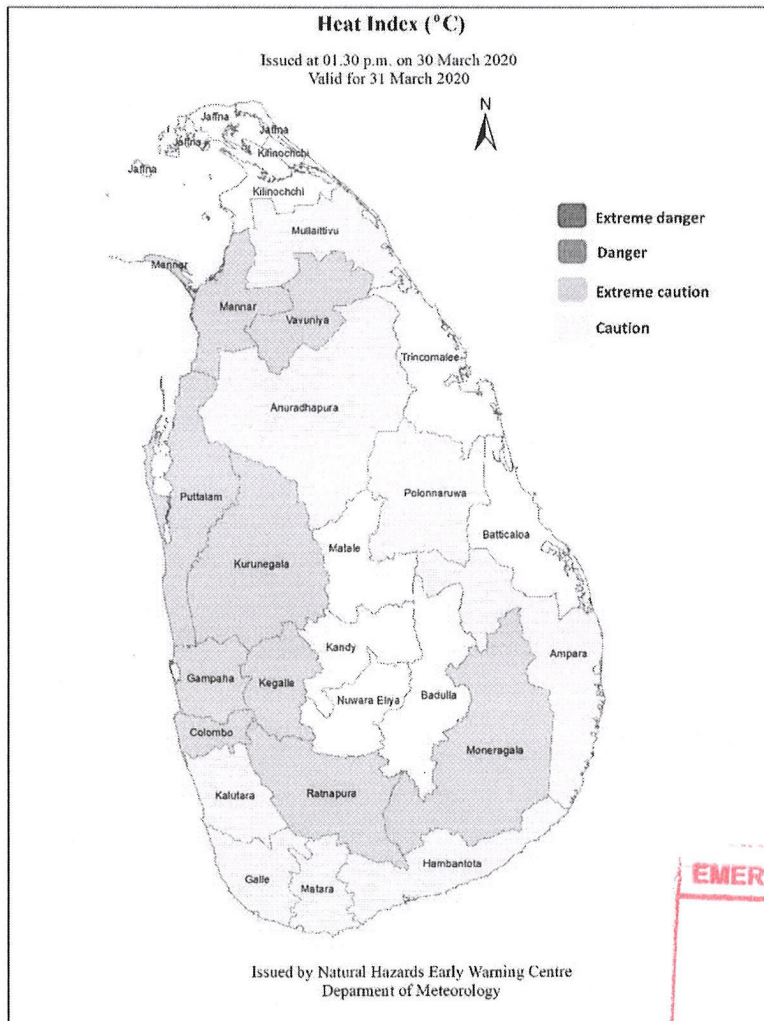 Heat Index (°C)
Issued at 01.30 p.m. on 30 March 2020
Valid for 31 March 2020
N
Jaffna
Jaffna
Jaffna
Kilinochchi
Jaffna
Kilinochchi
Mullaittivu
Extreme danger
Danger
Extreme caution
Caution
Mannar
Mannar
Vavuniya
Trincomalee
Anuradhapura
Puttalam
Polonnaruwa
Batticaloa
Matale
Kurunegala
Kandy
Ampara
Gampaha
Kegalle
Nuwara Eliya
Badulla
Colombo
Moneragala
Kalutara
Ratnapura
Hambantota
Galle
Matara
EMER
Issued by Natural Hazards Early Warning Centre
Deparment of Meteorology